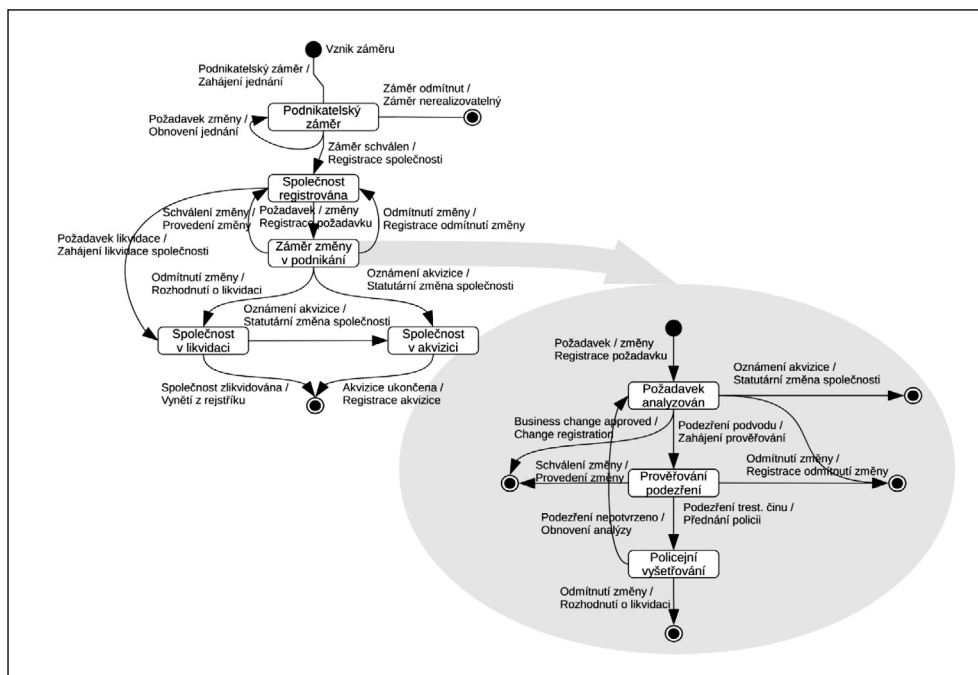 Vznik záměru
Podnikatelský záměr /
Zahájení jednání
Záměr odmítnut /
Záměr nerealizovatelný
Podnikatelský
záměr
Požadavek změny /
Obnovení jednání
Záměr schválen /
Registrace společnosti
Společnost
registrována
Schválení změny /
Provedení změny
Požadavek / změny
Registrace požadavku
Odmítnutí změny /
Registrace odmítnutí změny
Požadavek likvidace /
Zahájení likvidace společnosti
Záměr změny
v podnikání
Odmítnutí změny /
Rozhodnutí o likvidaci
Oznámení akvizice /
Statutární změna společnosti
Oznámení akvizice /
Statutární změna společnosti
Společnost
v likvidaci
Společnost
v akvizici
Společnost zlikvidována /
Vynětí z rejstříku
Akvizice ukončena /
Registrace akvizice
Požadavek / změny
Registrace požadavku
Oznámení akvizice /
Statutární změna společnosti
Požadavek
analyzován
Business change approved /
Change registration
Podezření podvodu /
Zahájení prověřování
Schválení změny /
Provedení změny
Odmítnutí změny /
Registrace odmítnutí změny
Prověřování
podezření
Podezření nepotvrzeno /
Obnovení analýzy
Podezření trest. činu /
Přednání policii
Policejní
vyšetřování
Odmítnutí změny /
Rozhodnutí o likvidaci